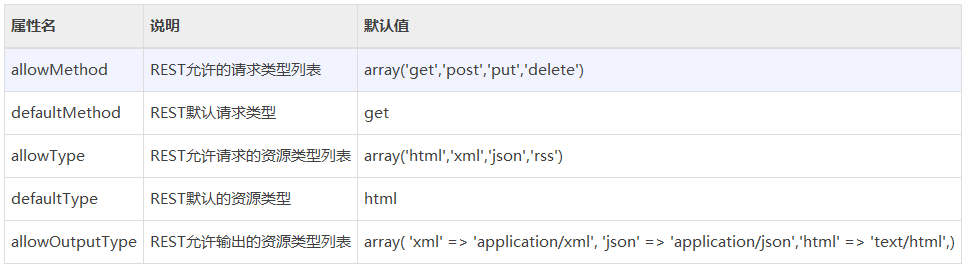 属性名 说明 默认值
allowMethod REST允许的请求类型列表 array('get','post','put','delete')
defaultMethod REST默认请求类型 get
allowType REST允许请求的资源类型列表 array('html','xml','json','rss')
defaultType REST默认的资源类型 html
allowOutputType REST允许输出的资源类型列表 array( 'xml' => 'application/xml', 'json' => 'application/json','html' => 'text/html',)